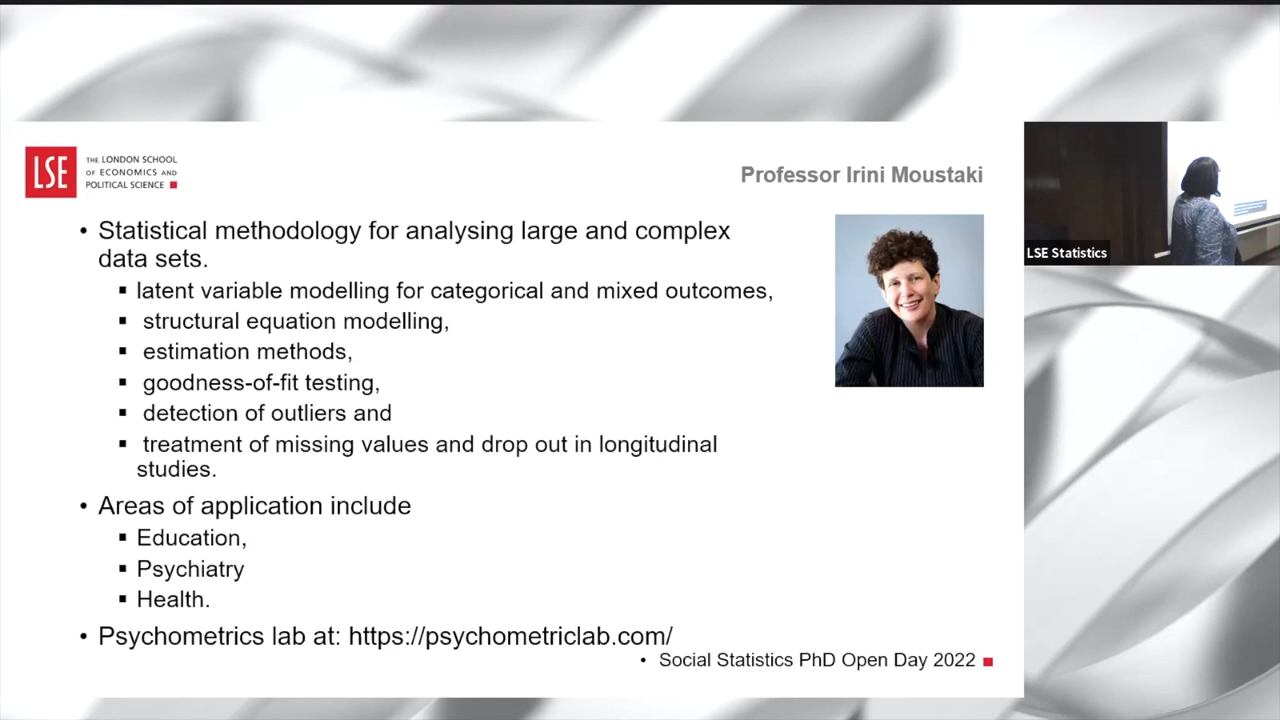 LSE
THE LONDON SCHOOL
OF ECONOMICS AND
POLITICAL SCIENCE
Professor Irini Moustaki
• Statistical methodology for analysing large and complex
data sets.
▪ latent variable modelling for categorical and mixed outcomes,
▪ structural equation modelling,
▪ estimation methods,
▪ goodness-of-fit testing,
▪ detection of outliers and
▪ treatment of missing values and drop out in longitudinal
studies.
• Areas of application include
▪ Education,
▪ Psychiatry
▪ Health.
• Psychometrics lab at: https://psychometriclab.com/
• Social Statistics PhD Open Day 2022
LSE Statistics